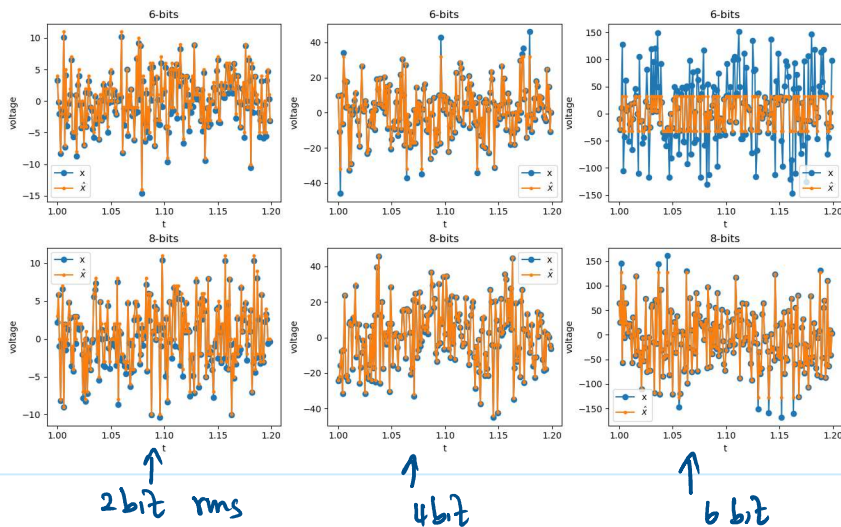 6-bits
6-bits
6-bits
voltage
10
5
0
-5
-10
-15
x
x̂
1.00
1.05
1.10
1.15
1.20
t
voltage
40
20
0
-20
-40
x
x̂
1.00
1.05
1.10
1.15
1.20
t
voltage
150
100
50
0
-50
-100
-150
x
x̂
1.00
1.05
1.10
1.15
1.20
t
8-bits
8-bits
8-bits
voltage
10
5
0
-5
-10
x
x̂
1.00
1.05
1.10
1.15
1.20
t
voltage
40
20
0
-20
-40
x
x̂
1.00
1.05
1.10
1.15
1.20
t
voltage
150
100
50
0
-50
-100
-150
x
x̂
1.00
1.05
1.10
1.15
1.20
t
2 bit rms
4 bit
6 bit